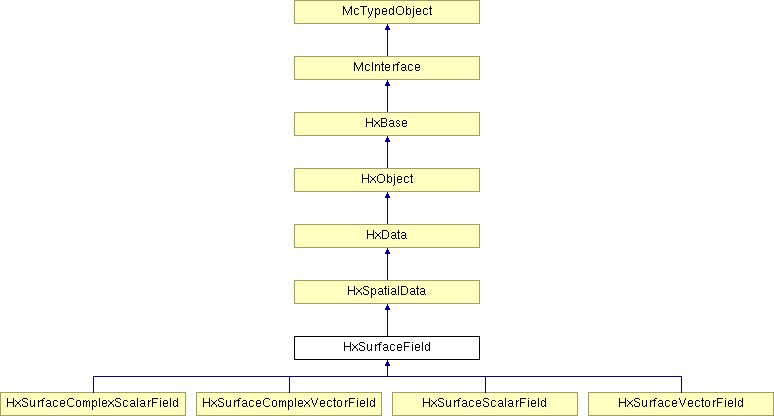 McTypedObject
McInterface
HxBase
HxObject
HxData
HxSpatialData
HxSurfaceField
HxSurfaceComplexScalarField
HxSurfaceComplexVectorField
HxSurfaceScalarField
HxSurfaceVectorField